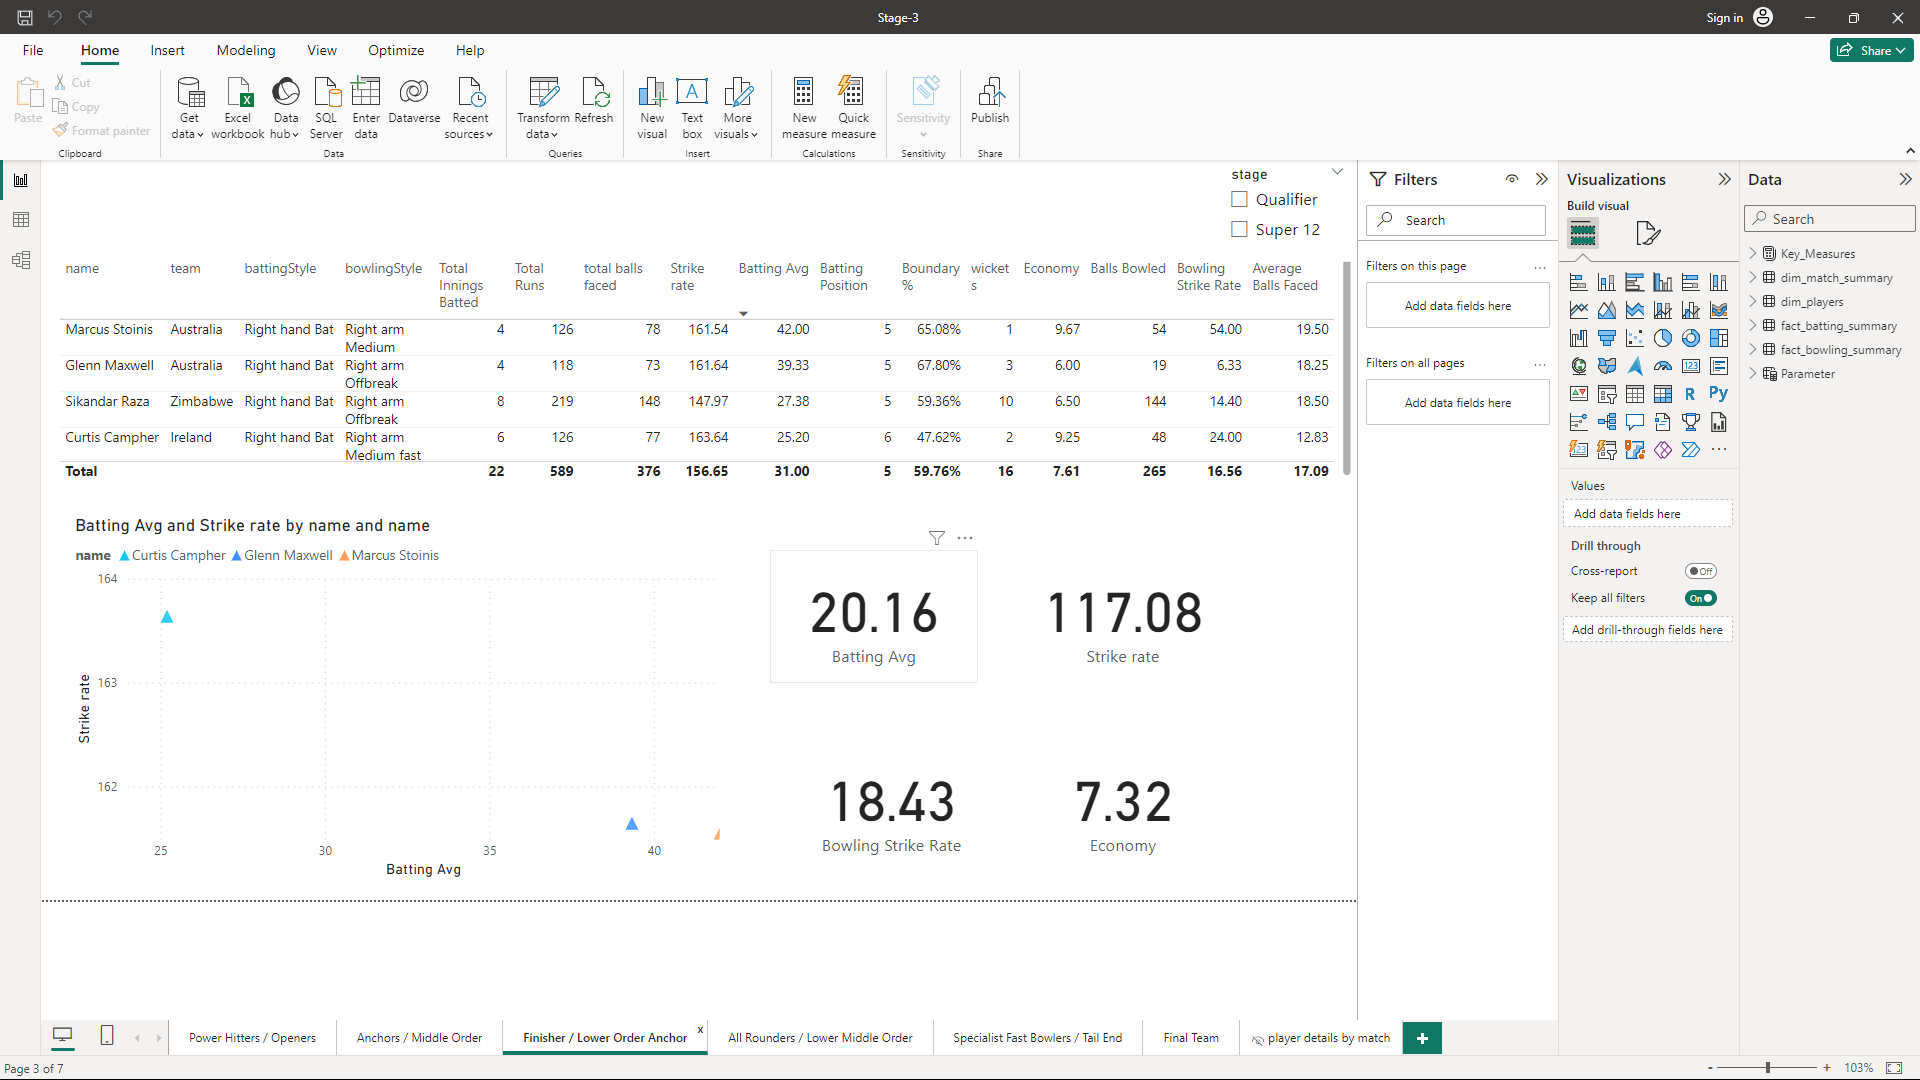 Stage-3
Sign in
File Home Insert Modeling View Optimize Help
Share
Paste
Cut
Copy
Format painter
Clipboard
Get data
Excel workbook
Data hub
SQL Server
Enter data
Dataverse
Recent sources
Data
Transform data
Refresh
Queries
New visual
Text box
More visuals
Insert
New measure
Quick measure
Calculations
Sensitivity
Sensitivity
Publish
Share
stage
Qualifier
Super 12
name team battingStyle bowlingStyle Total Innings Batted Total Runs total balls faced Strike rate Batting Avg Batting Position Boundary % wickets Economy Balls Bowled Bowling Strike Rate Average Balls Faced
Marcus Stoinis Australia Right hand Bat Right arm Medium 4 126 78 161.54 42.00 5 65.08% 1 9.67 54 54.00 19.50
Glenn Maxwell Australia Right hand Bat Right arm Offbreak 4 118 73 161.64 39.33 5 67.80% 3 6.00 19 6.33 18.25
Sikandar Raza Zimbabwe Right hand Bat Right arm Offbreak 8 219 148 147.97 27.38 5 59.36% 10 6.50 144 14.40 18.50
Curtis Campher Ireland Right hand Bat Right arm Medium fast 6 126 77 163.64 25.20 6 47.62% 2 9.25 48 24.00 12.83
Total 22 589 376 156.65 31.00 5 59.76% 16 7.61 265 16.56 17.09
Batting Avg and Strike rate by name and name
name Curtis Campher Glenn Maxwell Marcus Stoinis
164
163
162
Strike rate
25 30 35 40
Batting Avg
20.16
Batting Avg
117.08
Strike rate
18.43
Bowling Strike Rate
7.32
Economy
Filters
Search
Filters on this page
Add data fields here
Filters on all pages
Add data fields here
Visualizations
Build visual
123
R
Py
123
Values
Add data fields here
Drill through
Cross-report
Off
Keep all filters
On
Add drill-through fields here
Data
Search
Key_Measures
dim_match_summary
dim_players
fact_batting_summary
fact_bowling_summary
Parameter
Power Hitters / Openers
Anchors / Middle Order
Finisher / Lower Order Anchor
x
All Rounders / Lower Middle Order
Specialist Fast Bowlers / Tail End
Final Team
player details by match
+
Page 3 of 7
- + 103%